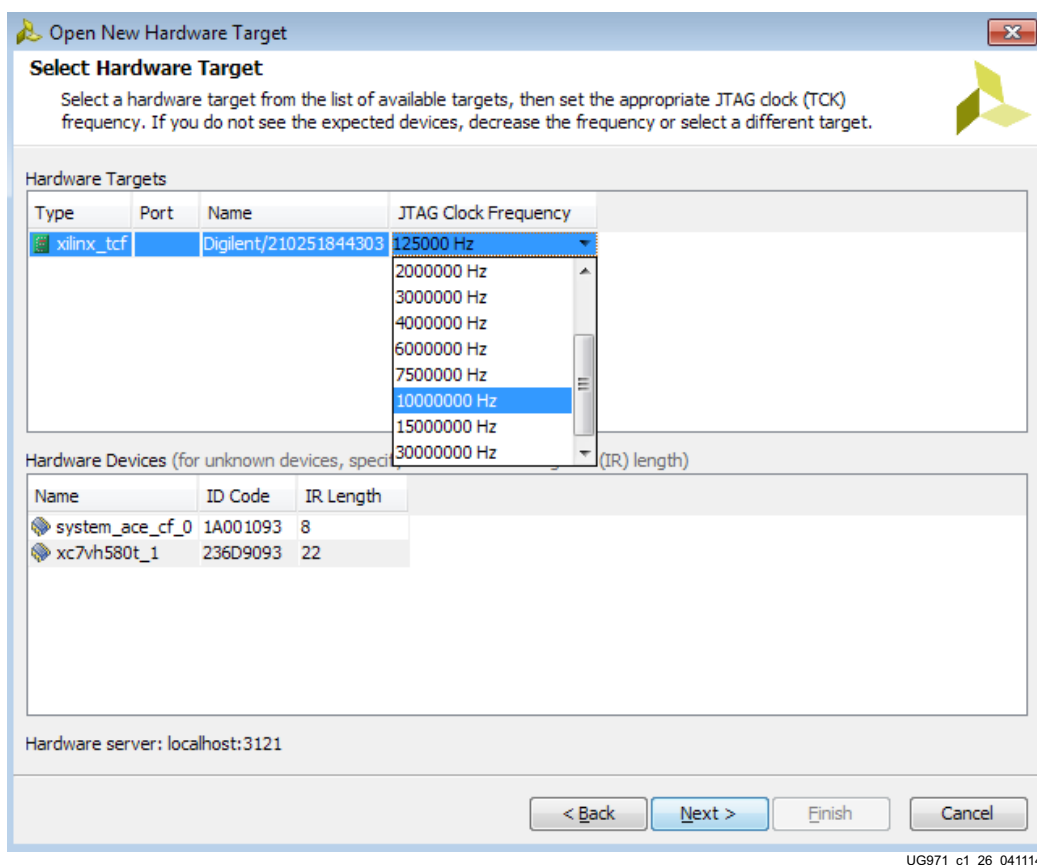 Open New Hardware Target
Select Hardware Target
Select a hardware target from the list of available targets, then set the appropriate JTAG clock (TCK)
frequency. If you do not see the expected devices, decrease the frequency or select a different target.
Hardware Targets
Type Port Name JTAG Clock Frequency
xilinx_tcf Digilent/210251844303 125000 Hz
2000000 Hz
3000000 Hz
4000000 Hz
6000000 Hz
7500000 Hz
10000000 Hz
15000000 Hz
30000000 Hz
Hardware Devices (for unknown devices, (IR) length)
Name ID Code IR Length
system_ace_cf_0 1A001093 8
xc7vh580t_1 236D9093 22
Hardware server: localhost:3121
< Back Next > Finish Cancel
UG971_c1_26_041114